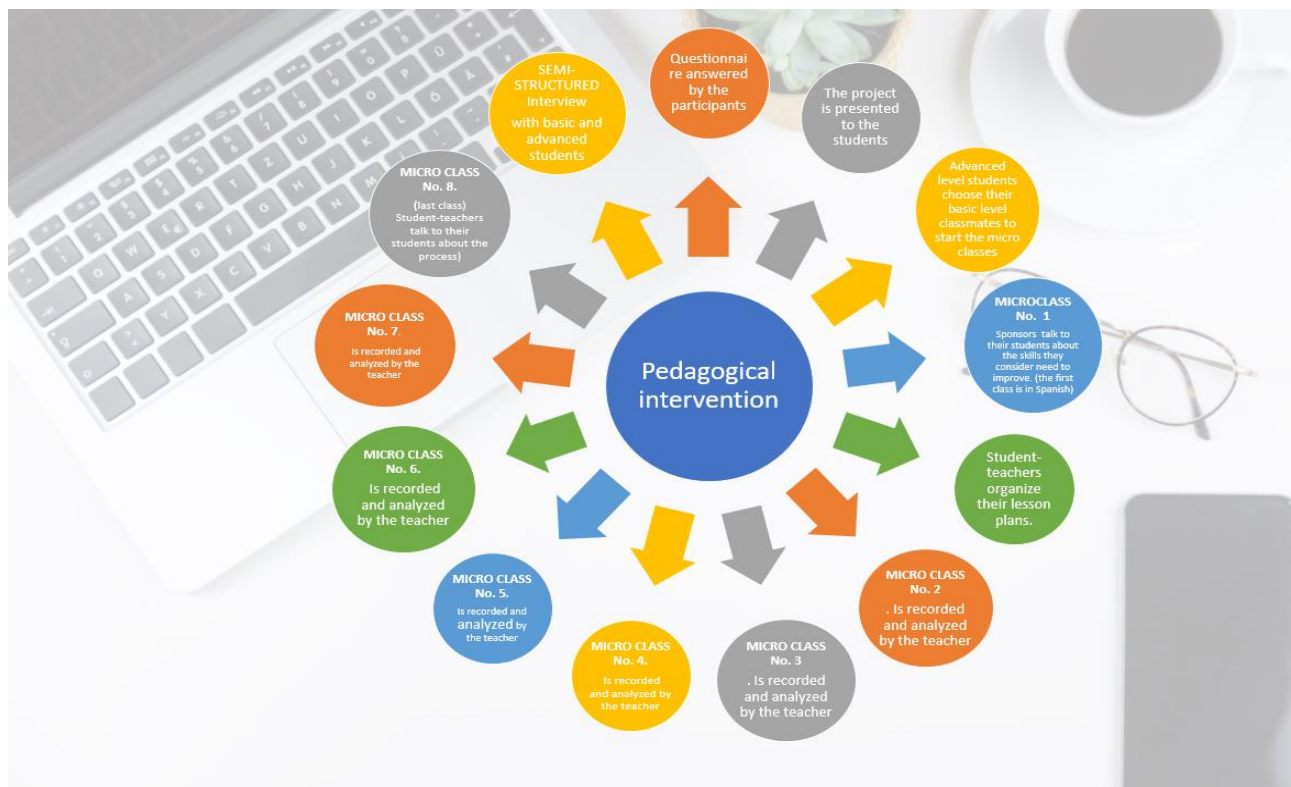 Questionnai
re answered
by the
participants
The project
is presented
to the
students
Advanced
level students
choose their
basic level
classmates to
start the micro
classes
MICROCLASS
No. 1
Sponsors talk to
their students about
the skills they
consider need to
improve. (the first
class is in Spanish)
Student-
teachers
organize
their lesson
plans.
MICRO CLASS
No. 2
. Is recorded
and analyzed
by the teacher
MICRO CLASS
No. 3
. Is recorded
and analyzed
by the teacher
MICRO CLASS
No. 4.
Is recorded
and analyzed by
the teacher
MICRO CLASS
No. 5.
Is recorded and
analyzed by
the teacher
MICRO CLASS
No. 6.
Is recorded
and analyzed
by the teacher
MICRO CLASS
No. 7.
Is recorded and
analyzed by the
teacher
MICRO CLASS
No. 8.
(last class)
Student-teachers
talk to their
students about the
process)
SEMI-
STRUCTURED
Interview
with basic and
advanced
students
Pedagogical
intervention